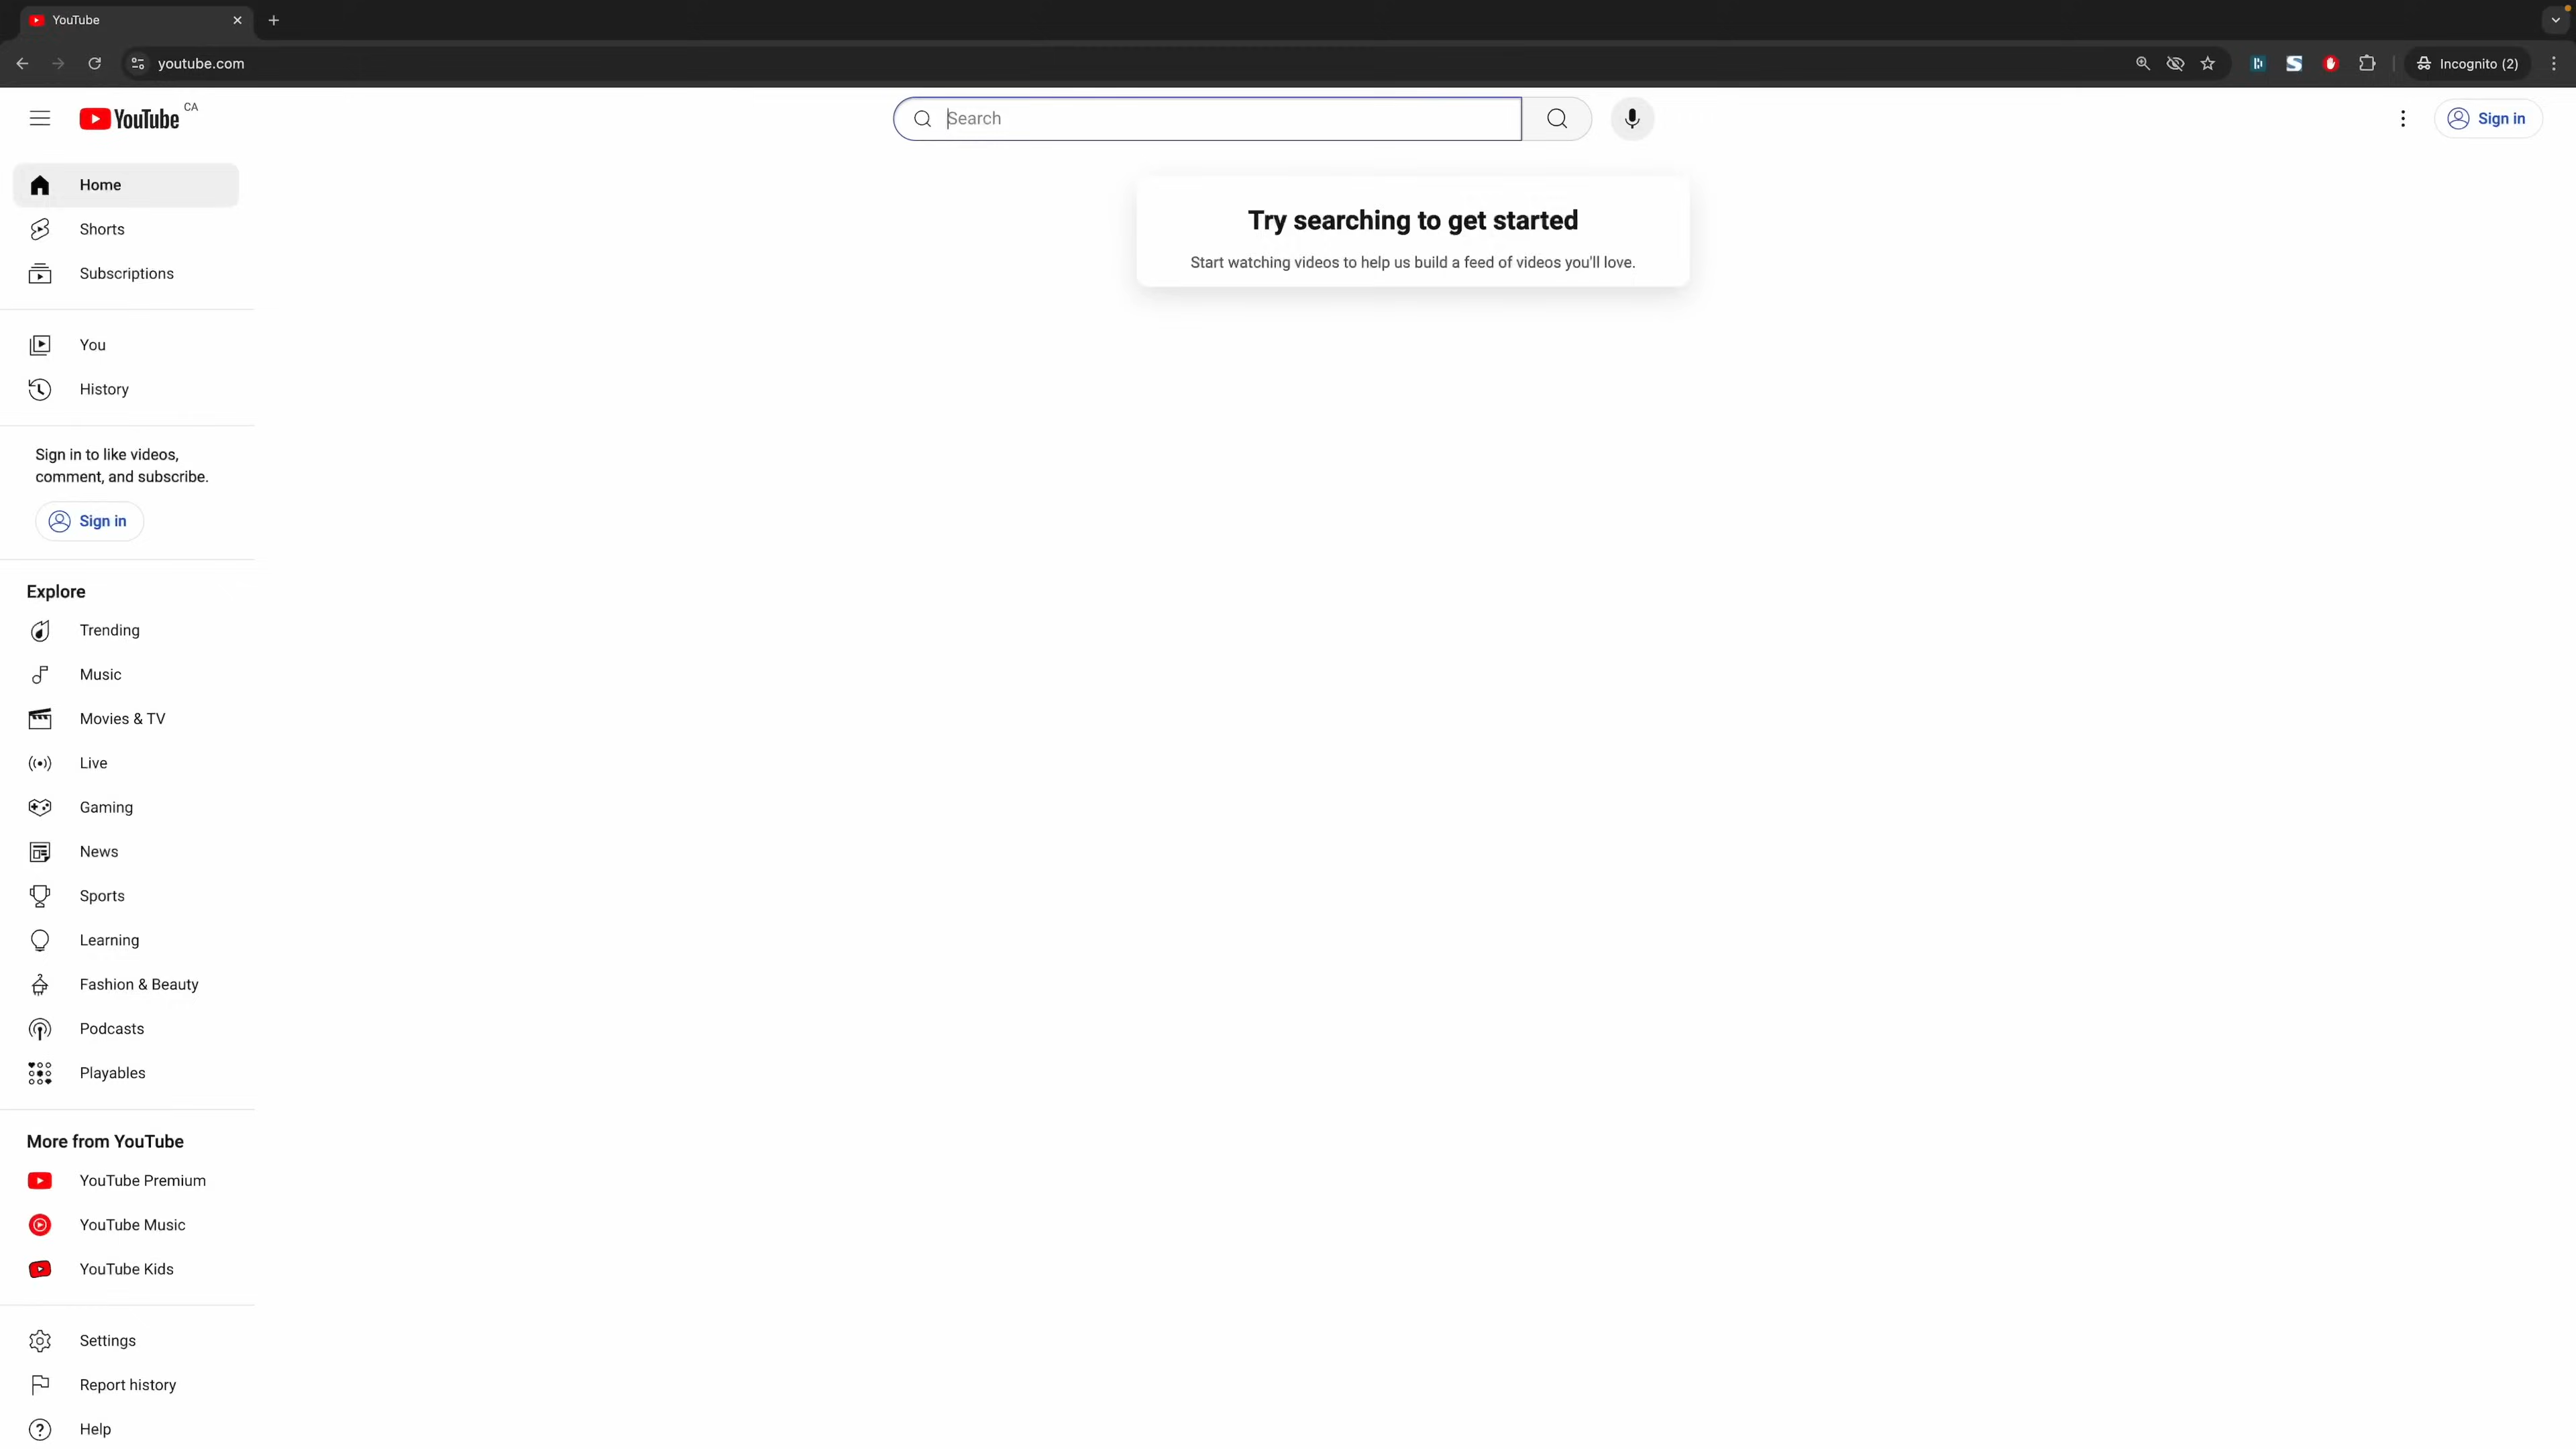 YouTube
youtube.com
Incognito (2)
YouTube CA
Search
Sign in
Home
Shorts
Subscriptions
You
History
Sign in to like videos,
comment, and subscribe.
Sign in
Explore
Trending
Music
Movies & TV
Live
Gaming
News
Sports
Learning
Fashion & Beauty
Podcasts
Playables
More from YouTube
YouTube Premium
YouTube Music
YouTube Kids
Settings
Report history
Help
Try searching to get started
Start watching videos to help us build a feed of videos you'll love.